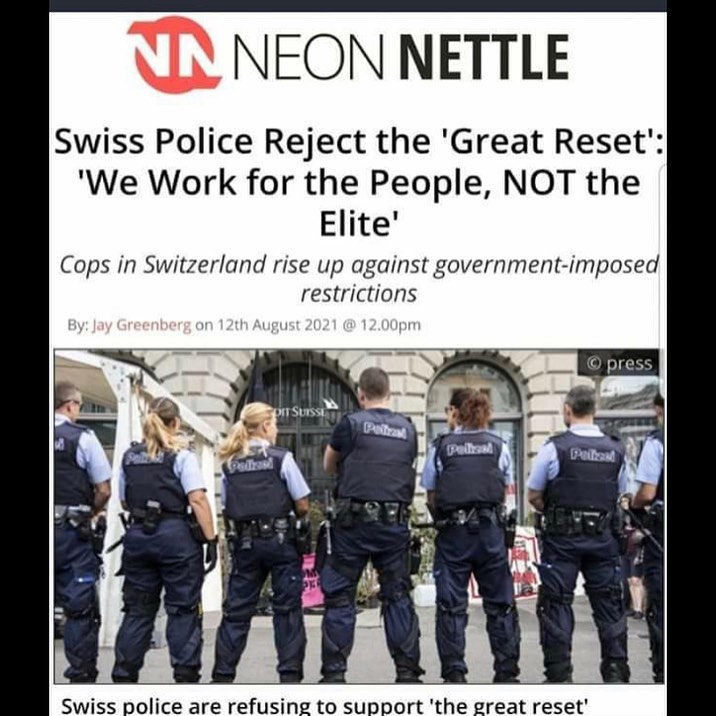 NN NEON NETTLE
Swiss Police Reject the 'Great Reset':
'We Work for the People, NOT the
Elite'
Cops in Switzerland rise up against government-imposed
restrictions
By: Jay Greenberg on 12th August 2021 @ 12.00pm
© press
DIT SUISSE
Polizei
Polizei
Polizei
Polizei
Polizei
Swiss police are refusing to support 'the great reset'